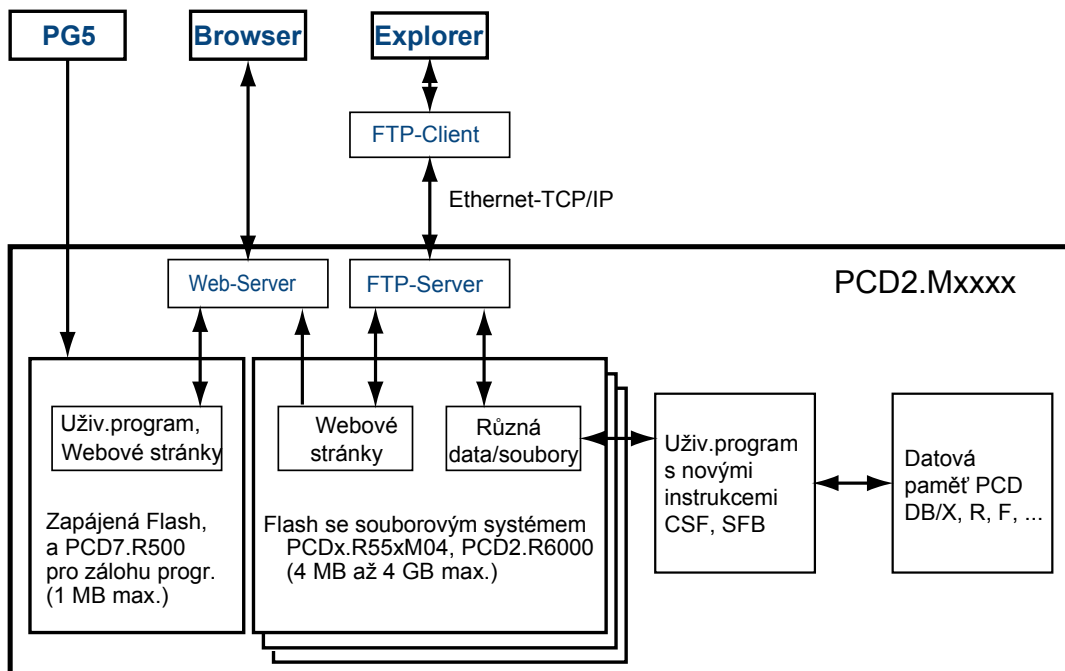 PG5
Browser
Explorer
FTP-Client
Ethernet-TCP/IP
Web-Server
FTP-Server
PCD2.Mxxxx
Uživ.program,
Webové stránky
Zapájená Flash,
a PCD7.R500
pro zálohu progr.
(1 MB max.)
Webové
stránky
Různá
data/soubory
Flash se souborovým systémem
PCDx.R55xM04, PCD2.R6000
(4 MB až 4 GB max.)
Uživ.program
s novými
instrukcemi
CSF, SFB
Datová
paměť PCD
DB/X, R, F, ...